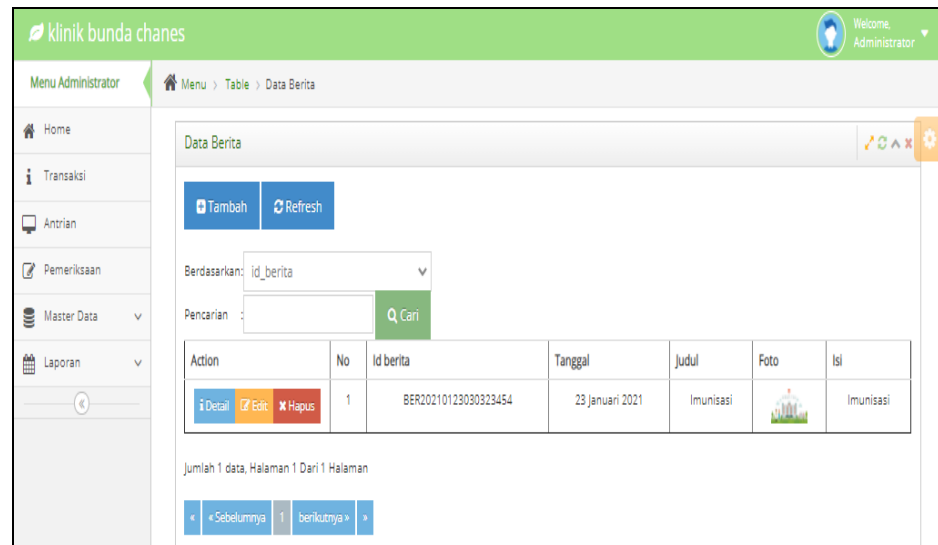 klinik bunda chanes
Welcome,
Administrator
Menu Administrator
Menu > Table > Data Berita
Home
Transaksi
Antrian
Pemeriksaan
Master Data
Laporan
Data Berita
Tambah Refresh
Berdasarkan: id_berita
Pencarian : Cari
Action No Id berita Tanggal Judul Foto Isi
Detail Edit Hapus 1 BER20210123030323454 23 Januari 2021 Imunisasi Imunisasi
Jumlah 1 data, Halaman 1 Dari 1 Halaman
« « Sebelumnya 1 berikutnya » »